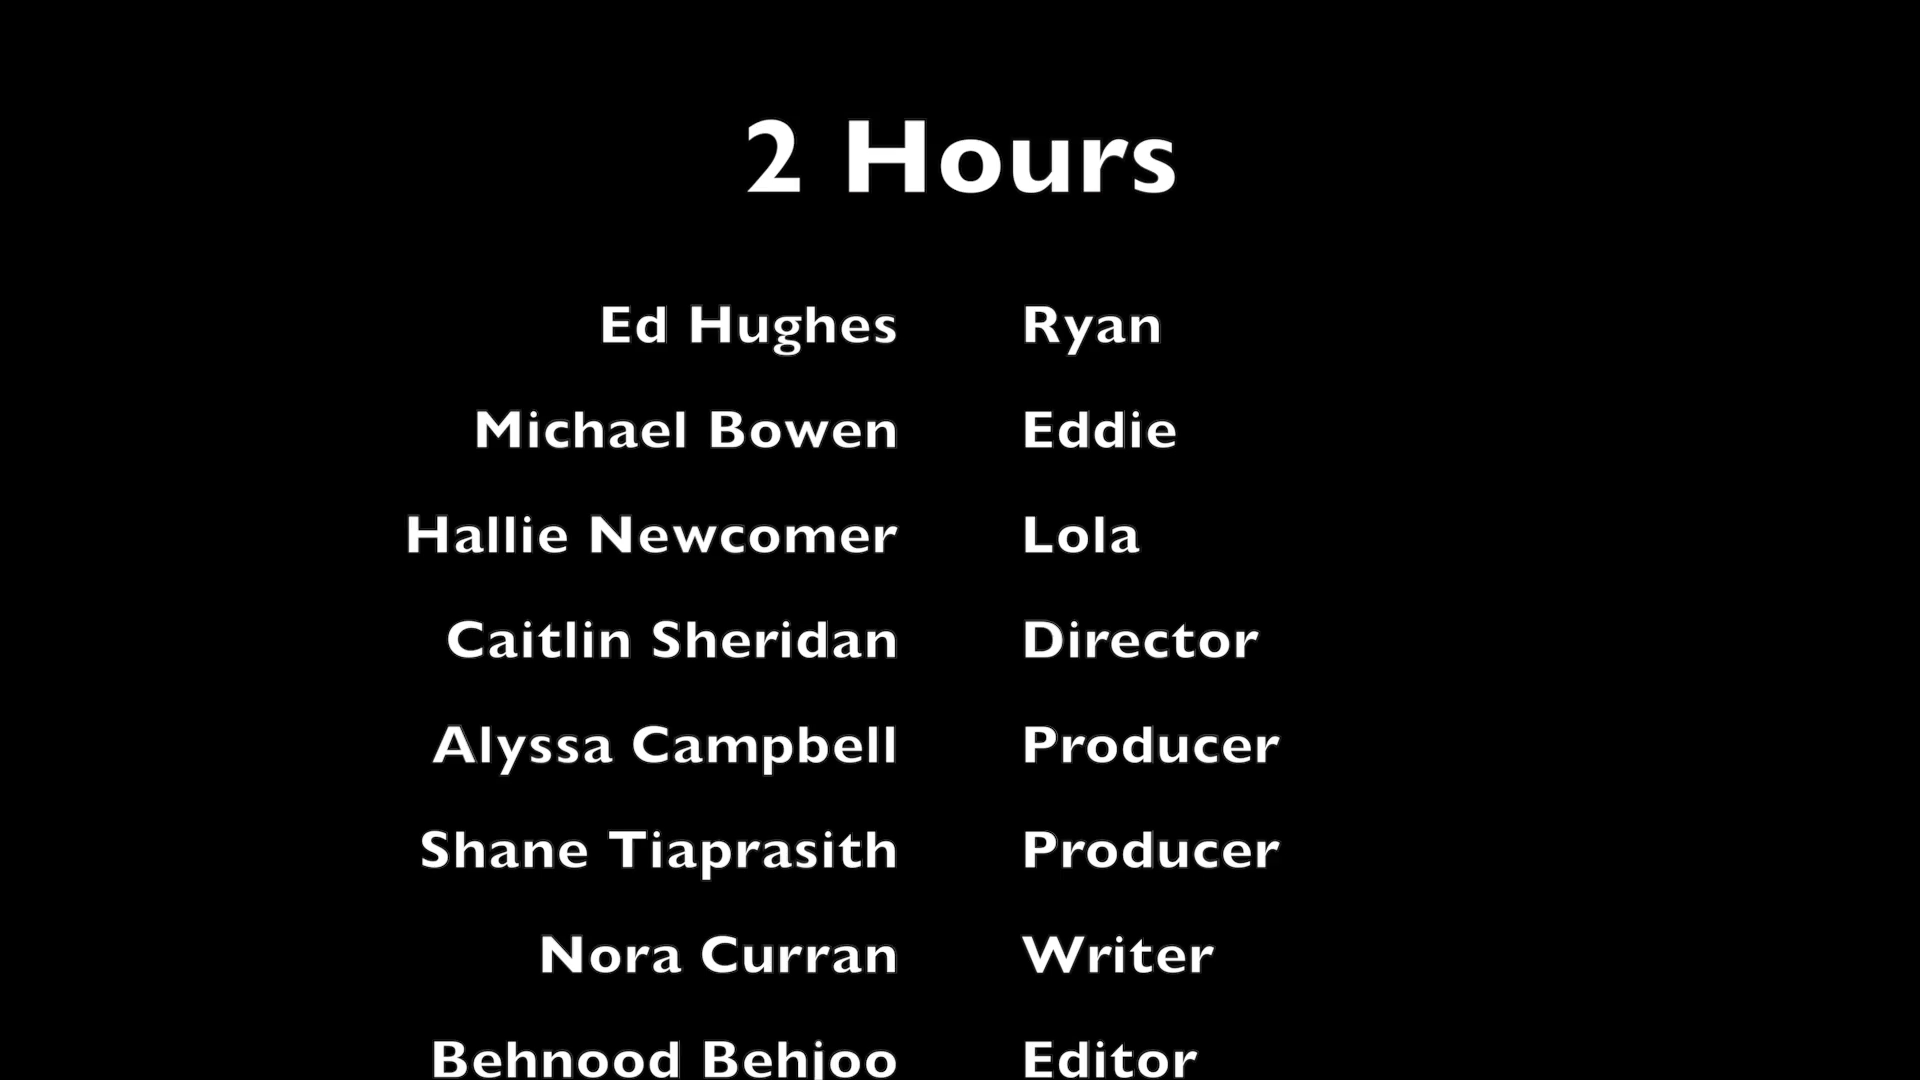 2 Hours
Ed Hughes Ryan
Michael Bowen Eddie
Hallie Newcomer Lola
Caitlin Sheridan Director
Alyssa Campbell Producer
Shane Tiaprasith Producer
Nora Curran Writer
Behnood Behjoo Editor